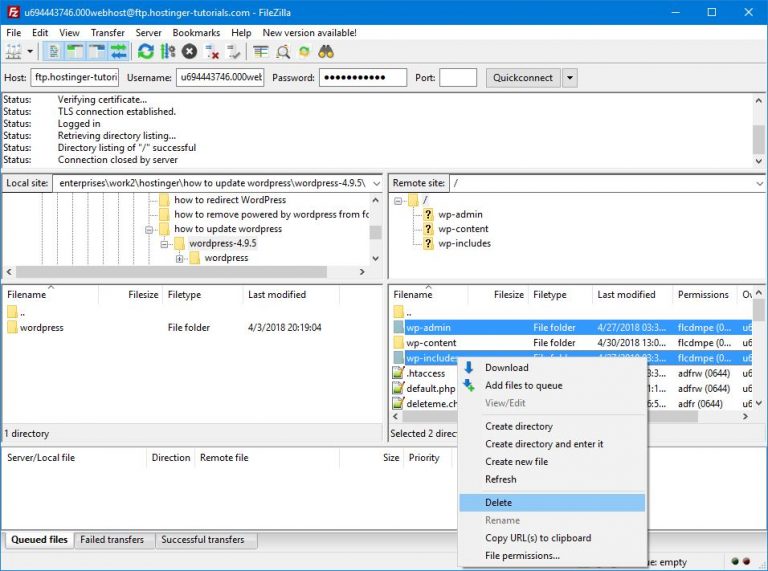 u694443746.000webhost@ftp.hostinger-tutorials.com - FileZilla
File Edit View Transfer Server Bookmarks Help New version available!
Host: ftp.hostinger-tutori Username: u694443746.000web Password: ●●●●●●●●●●● Port: Quickconnect
Status: Verifying certificate...
Status: TLS connection established.
Status: Logged in
Status: Retrieving directory listing...
Status: Directory listing of "/" successful
Status: Connection closed by server
Local site: enterprises\work2\hostinger\how to update wordpress\wordpress-4.9.5\
how to redirect WordPress
how to remove powered by wordpress from fo
how to update wordpress
wordpress-4.9.5
wordpress
Remote site: /
/
? wp-admin
? wp-content
? wp-includes
Filename Filesize Filetype Last modified
..
wordpress File folder 4/3/2018 20:19:04
1 directory
Filename Filesize Filetype Last modified Permissions Ow
..
wp-admin File folder 4/27/2018 03:3... flcdmpe (0... u6
wp-content File folder 4/30/2018 13:0... flcdmpe (0... u6
wp-includes File folder 4/27/2018 03:3... flcdmpe (0... u6
.htaccess 3... adfrw (0644) u6
default.php 1:1... adfrw (0644) u6
deleteme.ch 3... adfr (0644) u6
Selected 2 direc
Download
Add files to queue
View/Edit
Create directory
Create directory and enter it
Create new file
Refresh
Delete
Rename
Copy URL(s) to clipboard
File permissions...
Server/Local file Direction Remote file Size Priority
Queued files Failed transfers Successful transfers
ue: empty